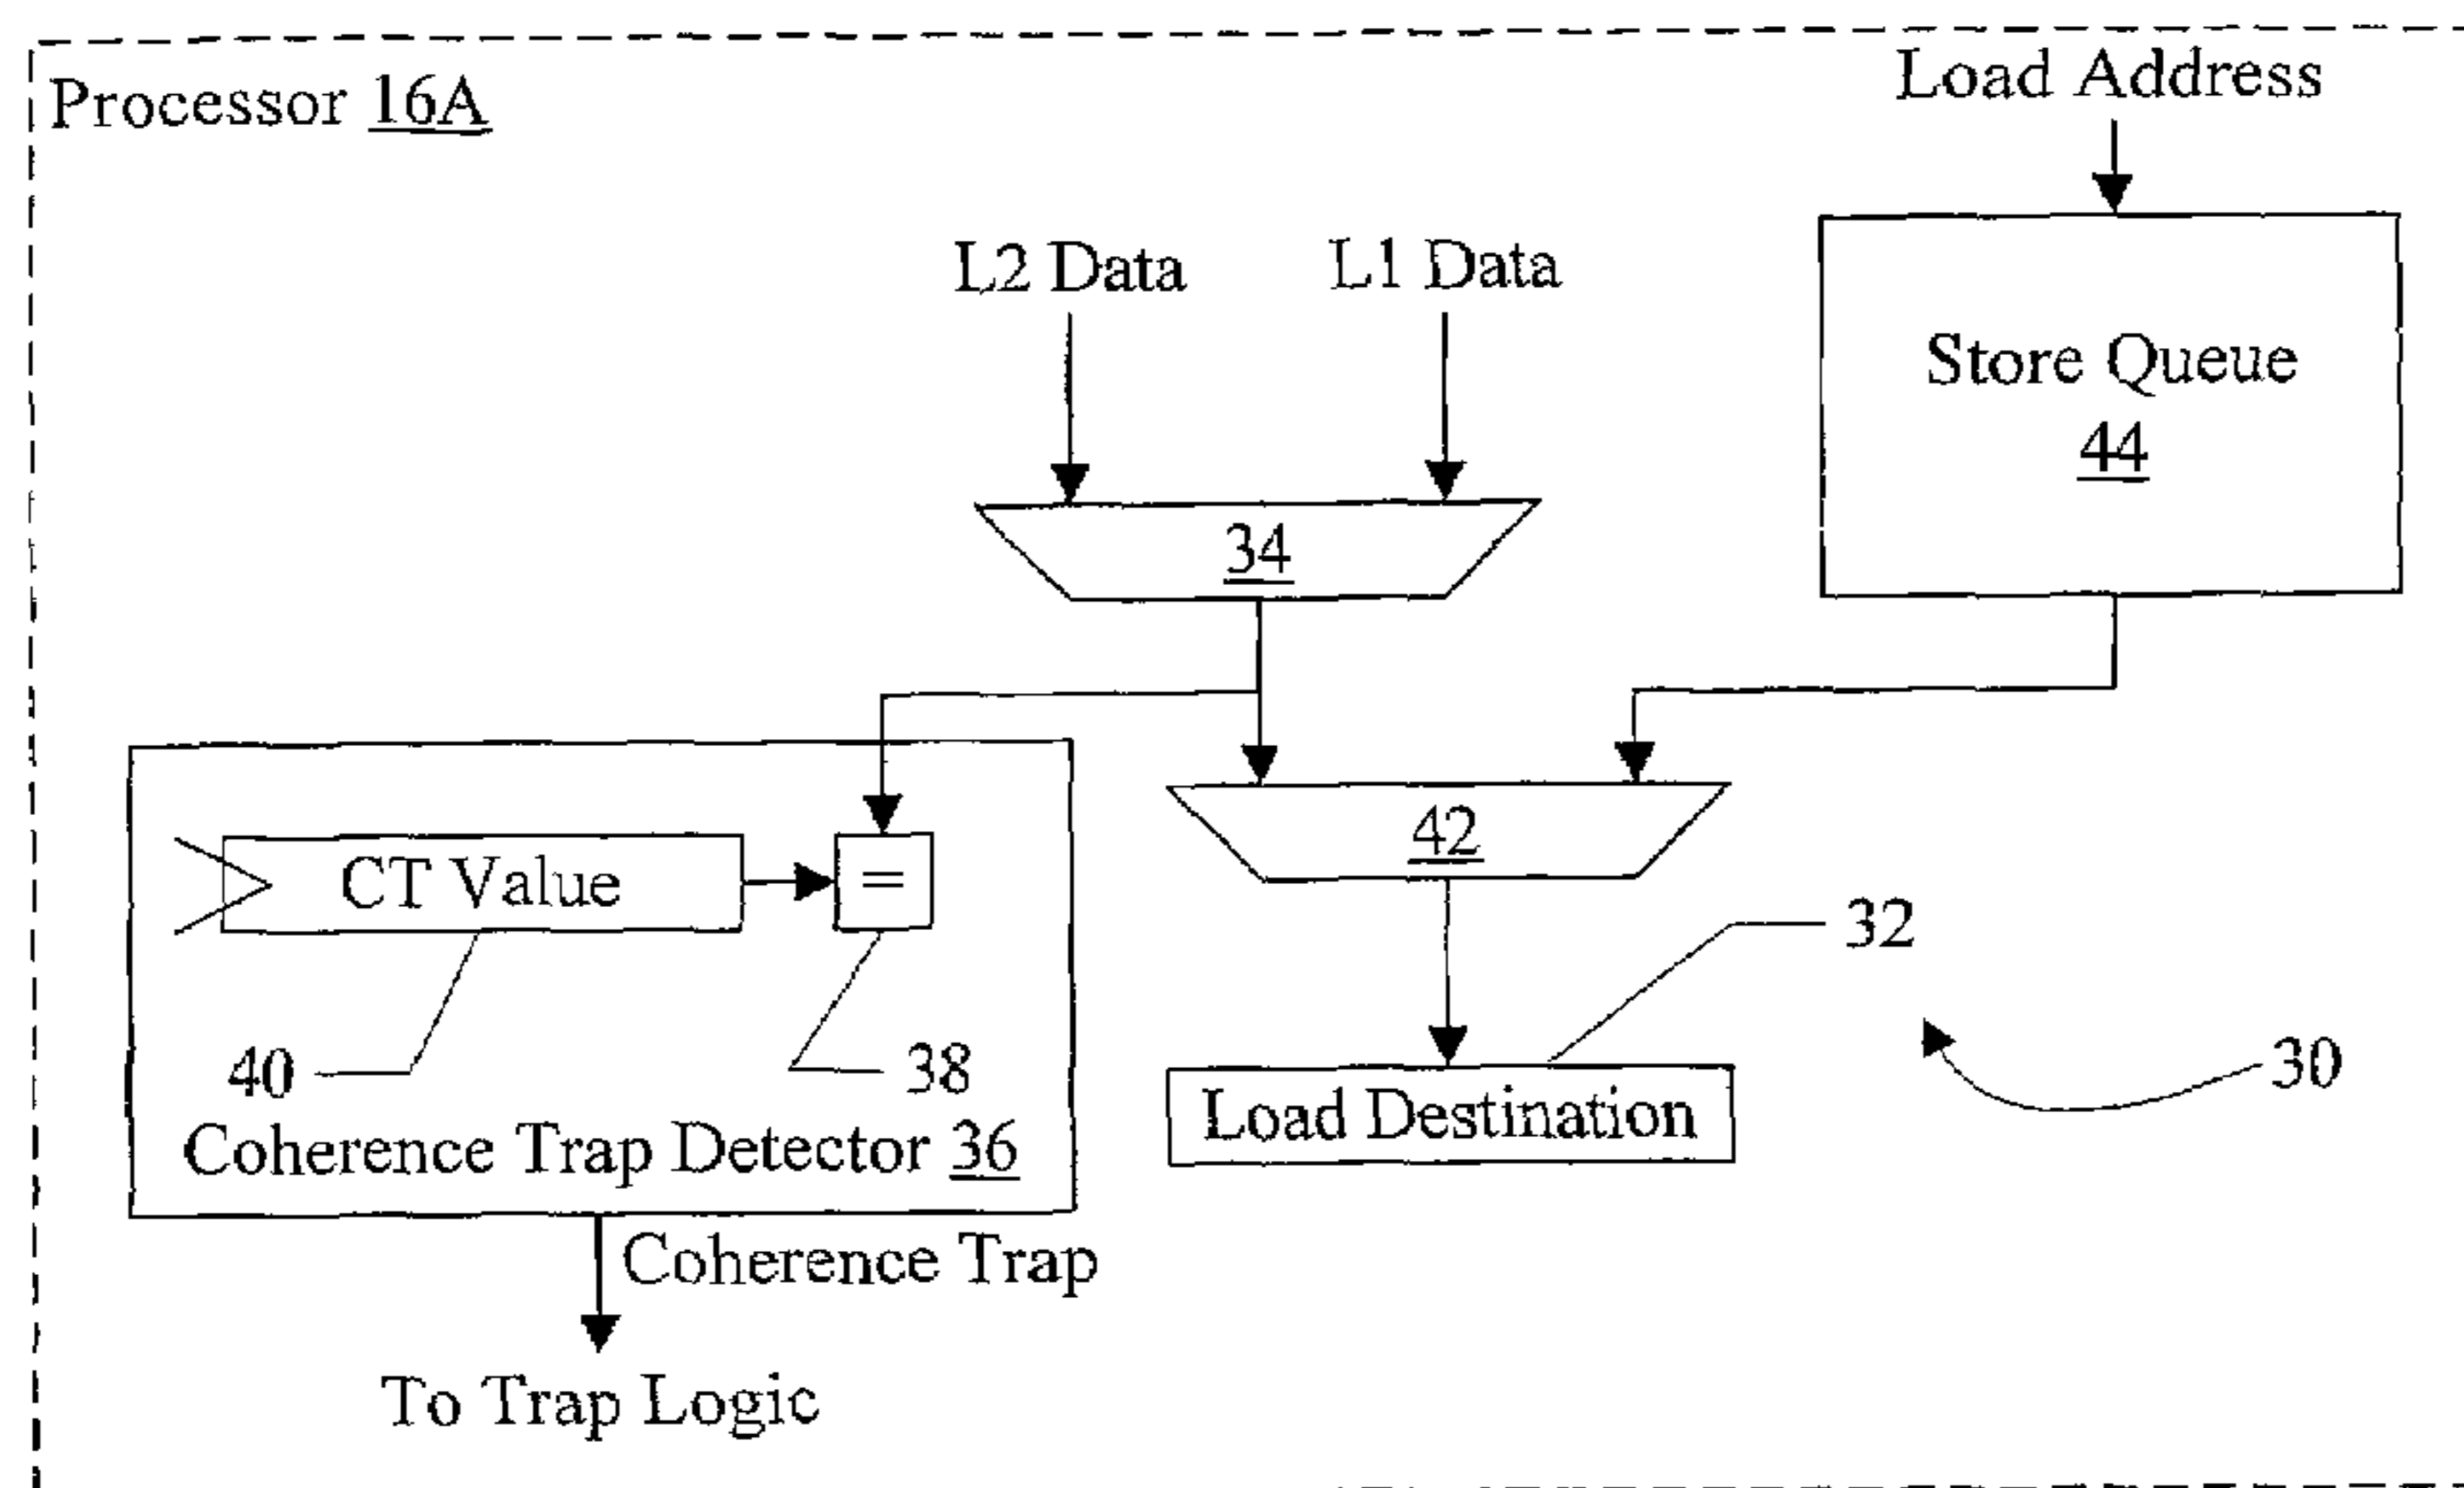 Processor 16A
Load Address
L2 Data
L1 Data
Store Queue
44
34
42
CT Value
=
32
40
38
30
Load Destination
Coherence Trap Detector 36
Coherence Trap
To Trap Logic